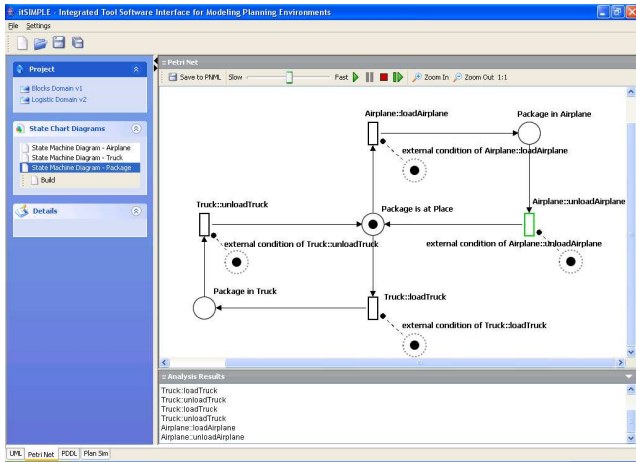 itSIMPLE - Integrated Tool Software Interface for Modeling Planning Environments
File Settings
Project
Blocks Domain v1
Logistic Domain v2
State Chart Diagrams
State Machine Diagram - Airplane
State Machine Diagram - Truck
State Machine Diagram - Package
Build
Details
Petri Net
Save to PNML Slow Fast Zoom In Zoom Out 1:1
Airplane::loadAirplane
Package in Airplane
external condition of Airplane::loadAirplane
Truck::unloadTruck
Package is at Place
Airplane::unloadAirplane
external condition of Truck::unloadTruck
external condition of Airplane::unloadAirplane
Package in Truck
Truck::loadTruck
external condition of Truck::loadTruck
Analysis Results
Truck::loadTruck
Truck::unloadTruck
Truck::loadTruck
Truck::unloadTruck
Airplane::loadAirplane
Airplane::unloadAirplane
UML Petri Net PDDL Plan Sim